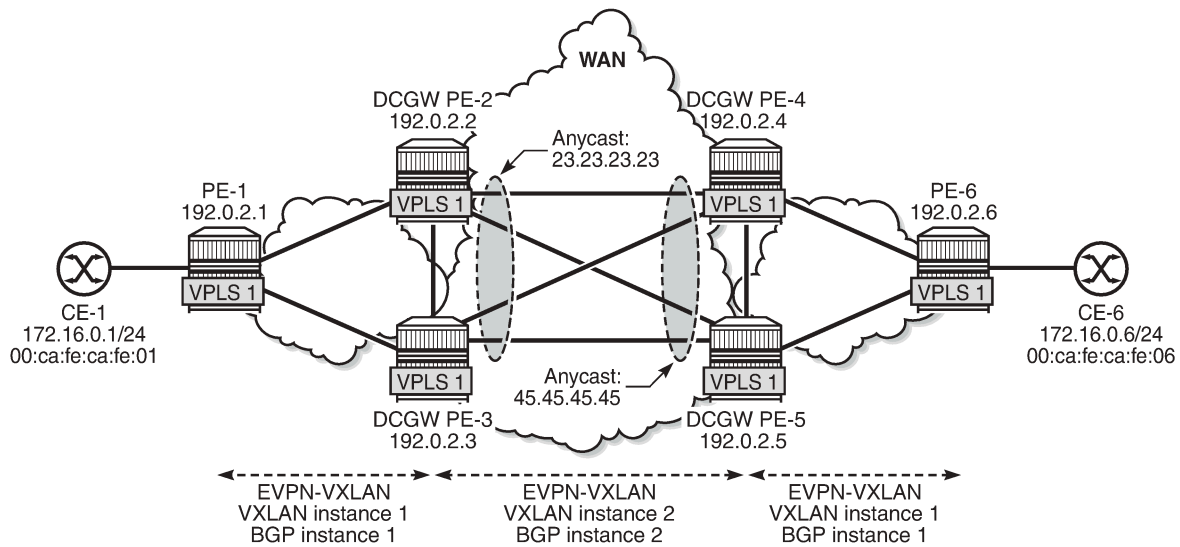 WAN
DCGW PE-2
192.0.2.2
DCGW PE-4
192.0.2.4
Anycast:
23.23.23.23
PE-1
192.0.2.1
VPLS 1
VPLS 1
PE-6
192.0.2.6
VPLS 1
VPLS 1
CE-1
172.16.0.1/24
00:ca:fe:ca:fe:01
CE-6
172.16.0.6/24
00:ca:fe:ca:fe:06
VPLS 1
VPLS 1
Anycast:
45.45.45.45
DCGW PE-3
192.0.2.3
DCGW PE-5
192.0.2.5
EVPN-VXLAN
VXLAN instance 1
BGP instance 1
EVPN-VXLAN
VXLAN instance 2
BGP instance 2
EVPN-VXLAN
VXLAN instance 1
BGP instance 1